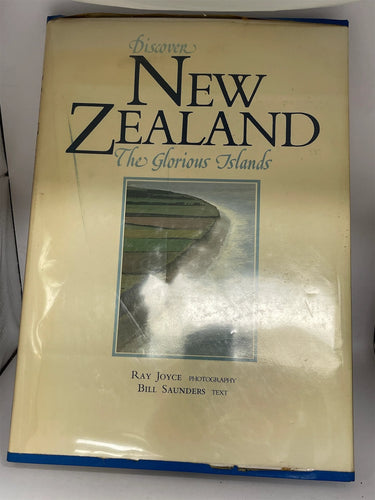 Discover
NEW
ZEALAND
The Glorious Islands
RAY JOYCE PHOTOGRAPHY
BILL SAUNDERS TEXT